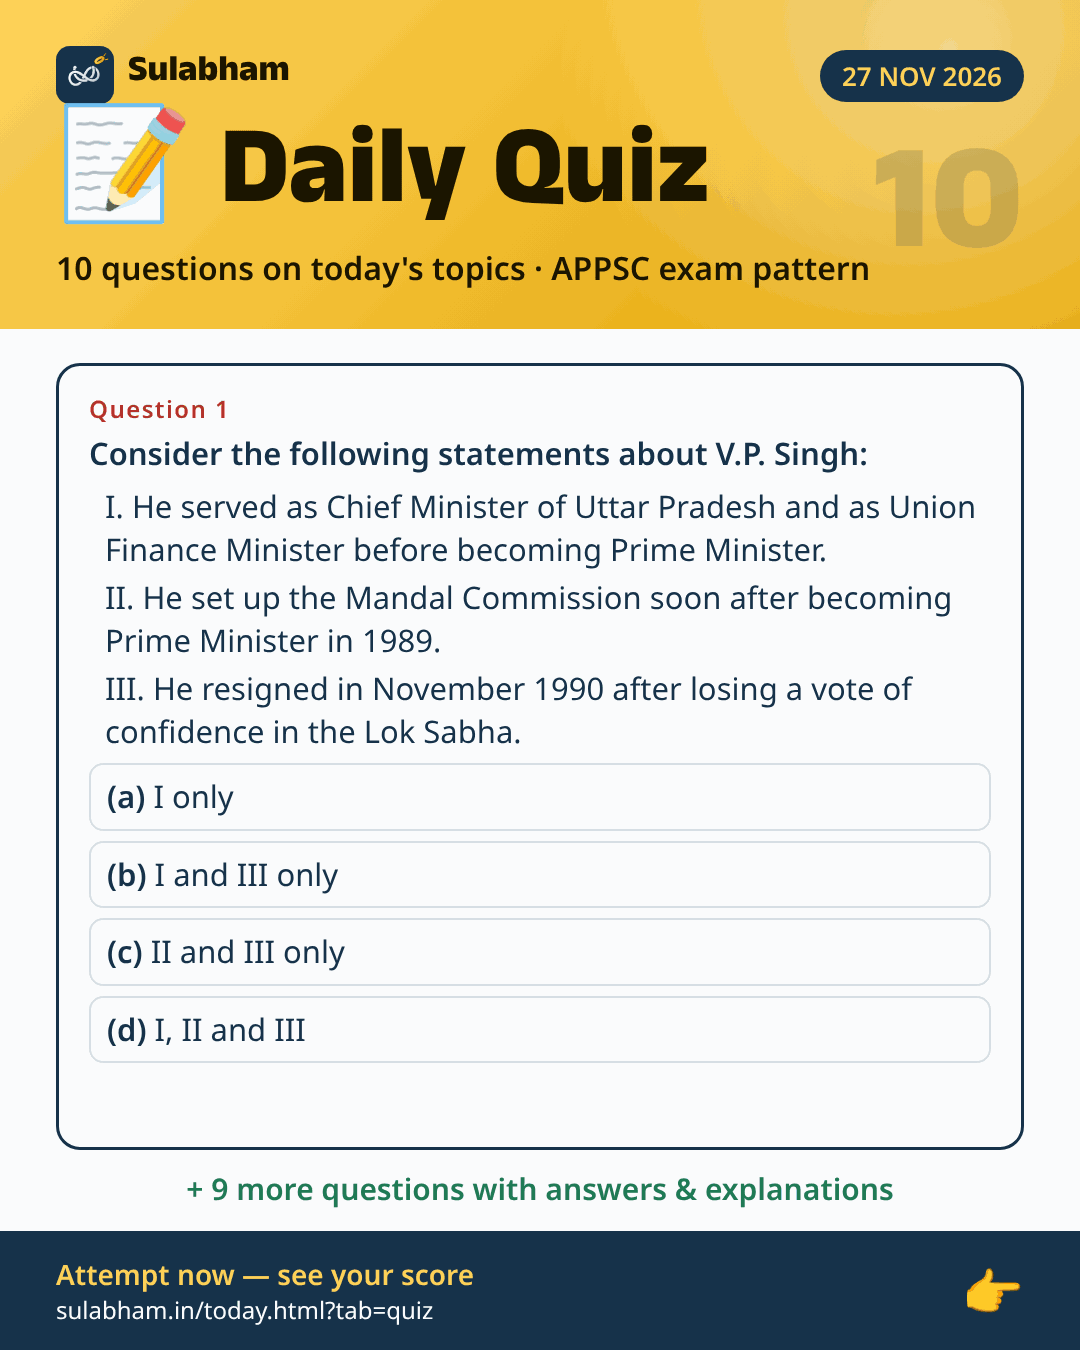 Sulabham
27 NOV 2026
Daily Quiz
10
10 questions on today's topics · APPSC exam pattern
Question 1
Consider the following statements about V.P. Singh:
I. He served as Chief Minister of Uttar Pradesh and as Union
Finance Minister before becoming Prime Minister.
II. He set up the Mandal Commission soon after becoming
Prime Minister in 1989.
III. He resigned in November 1990 after losing a vote of
confidence in the Lok Sabha.
(a) I only
(b) I and III only
(c) II and III only
(d) I, II and III
+ 9 more questions with answers & explanations
Attempt now — see your score
sulabham.in/today.html?tab=quiz